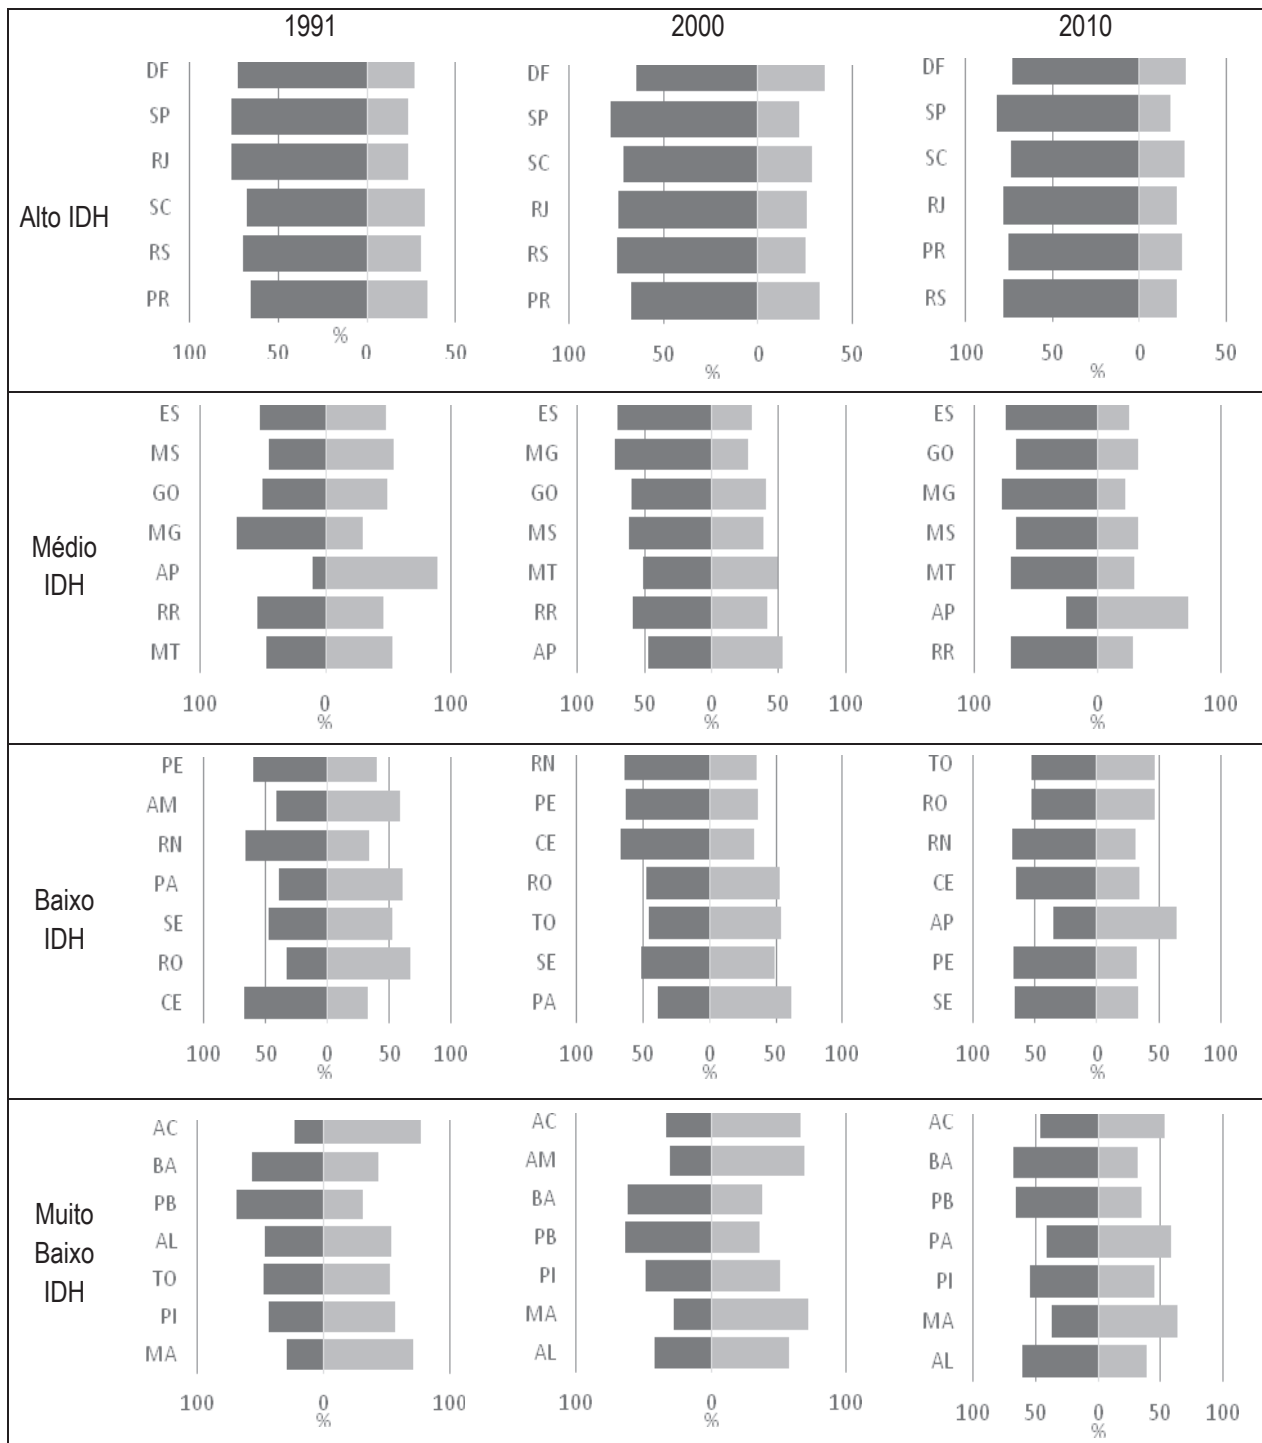 1991 2000 2010
Alto IDH
DF
SP
RJ
SC
RS
PR
100 50 0 50
%
DF
SP
SC
RJ
RS
PR
100 50 0 50
%
DF
SP
SC
RJ
PR
RS
100 50 0 50
%
Médio
IDH
ES
MS
GO
MG
AP
RR
MT
100 0 100
%
ES
MG
GO
MS
MT
RR
AP
100 50 0 50 100
%
ES
GO
MG
MS
MT
AP
RR
100 0 100
%
Baixo
IDH
PE
AM
RN
PA
SE
RO
CE
100 50 0 50 100
%
RN
PE
CE
RO
TO
SE
PA
100 50 0 50 100
%
TO
RO
RN
CE
AP
PE
SE
100 50 0 50 100
%
Muito
Baixo
IDH
AC
BA
PB
AL
TO
PI
MA
100 0 100
%
AC
AM
BA
PB
PI
MA
AL
100 0 100
%
AC
BA
PB
PA
PI
MA
AL
100 50 0 50 100
%